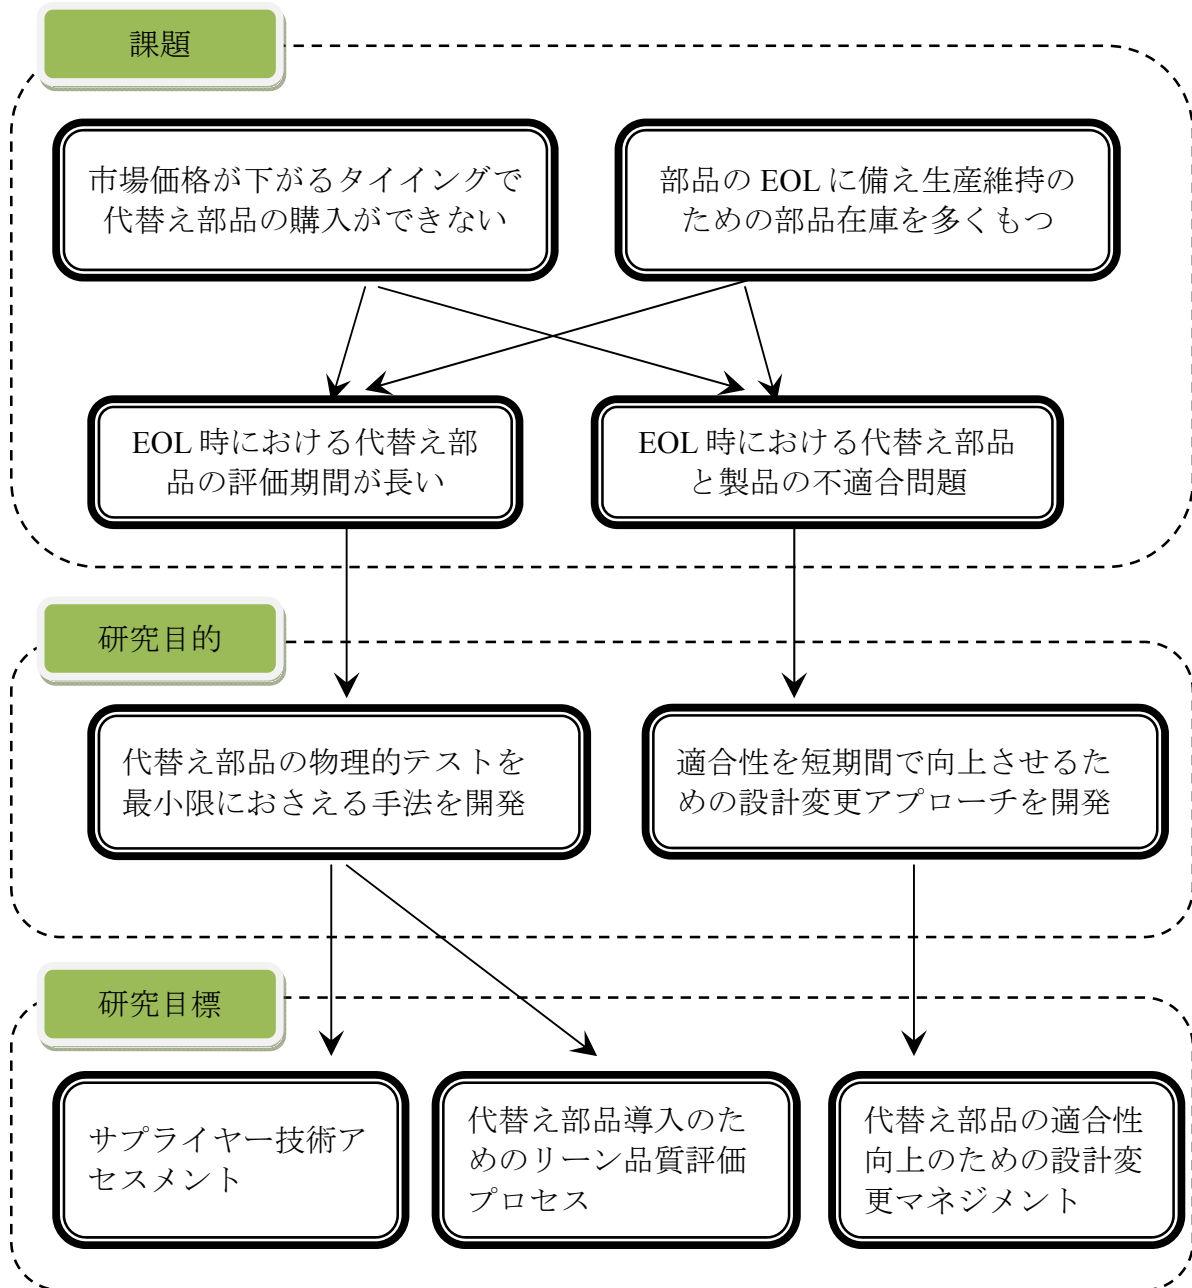 課題
市場価格が下がるタイイングで
代替え部品の購入ができない
部品の EOL に備え生産維持の
ための部品在庫を多くもつ
EOL 時における代替え部
品の評価期間が長い
EOL 時における代替え部品
と製品の不適合問題
研究目的
代替え部品の物理的テストを
最小限におさえる手法を開発
適合性を短期間で向上させるた
めの設計変更アプローチを開発
研究目標
サプライヤー技術ア
セスメント
代替え部品導入のた
めのリーン品質評価
プロセス
代替え部品の適合性
向上のための設計変
更マネジメント